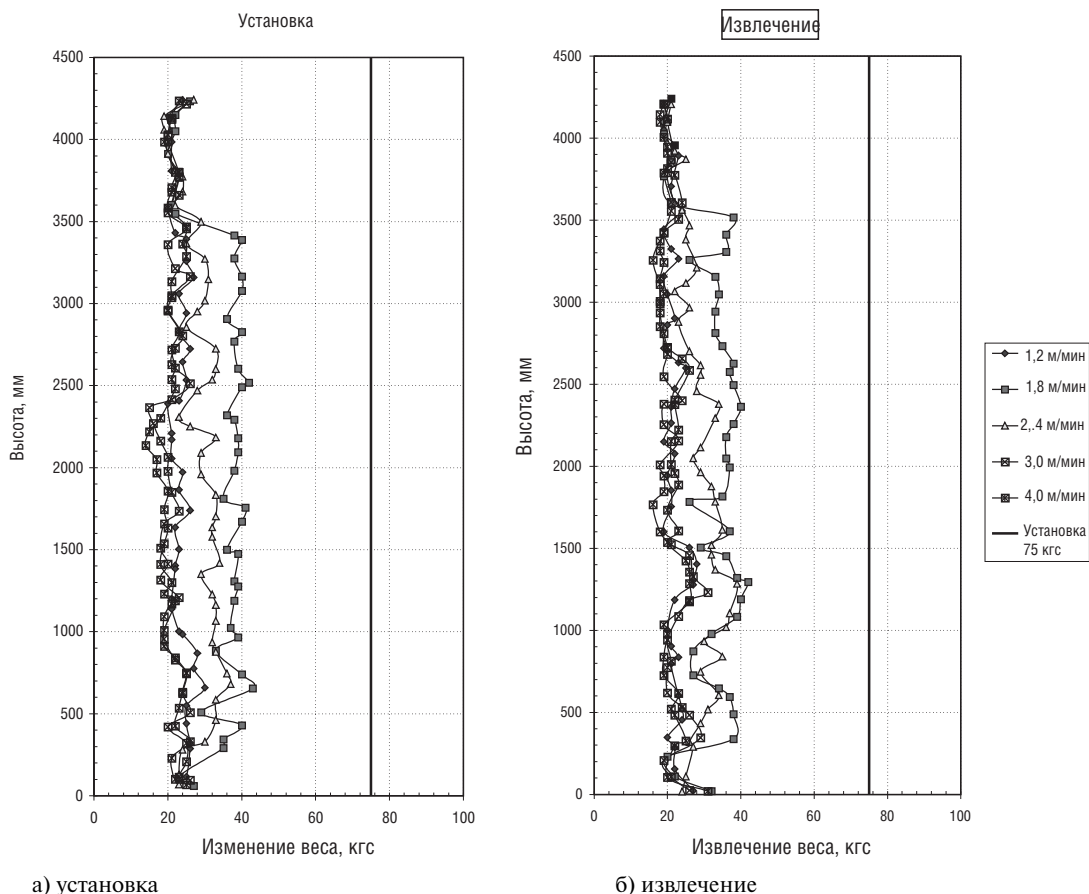 Установка
4500
4000
3500
3000
2500
2000
1500
1000
500
0
Высота, мм
0 20 40 60 80 100
Изменение веса, кгс
а) установка
Извлечение
4500
4000
3500
3000
2500
2000
1500
1000
500
0
Высота, мм
0 20 40 60 80 100
Извлечение веса, кгс
б) извлечение
1,2 м/мин
1,8 м/мин
2,.4 м/мин
3,0 м/мин
4,0 м/мин
Установка
75 кгс